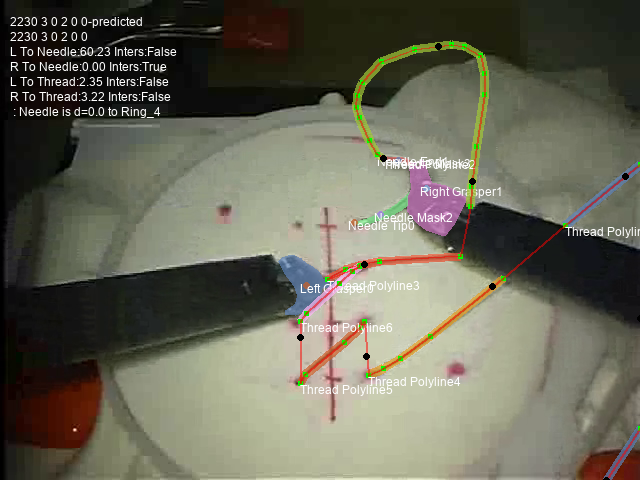 2230 3 0 2 0 0-predicted
2230 3 0 2 0 0
L To Needle:60.23 Inters:False
R To Needle:0.00 Inters:True
L To Thread:2.35 Inters:False
R To Thread:3.22 Inters:False
: Needle is d=0.0 to Ring_4
Right Grasper1
Needle Mask2
Needle Tip0
Thread Polylin
Left Grasper0
Thread Polyline3
Thread Polyline6
Thread Polyline4
Thread Polyline5